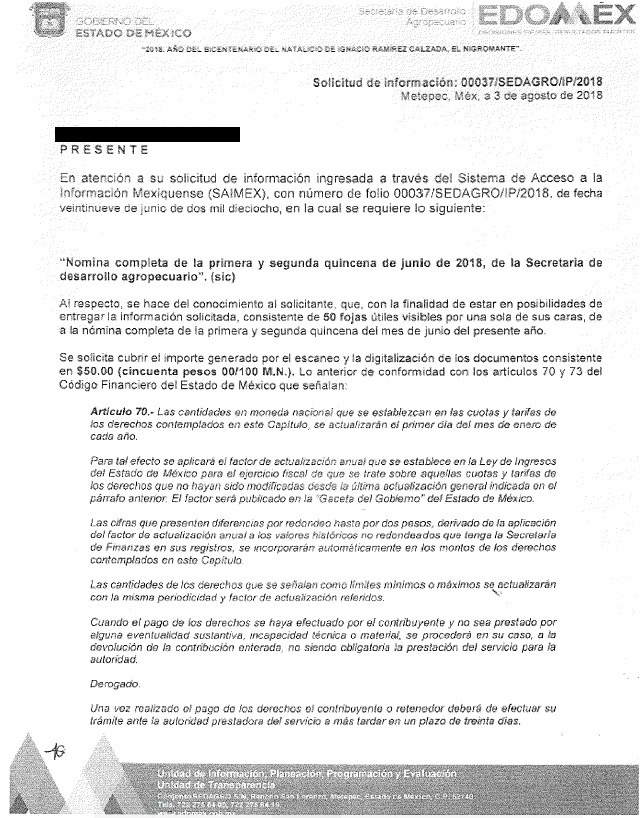 GOBIERNO DEL
ESTADO DE MÉXICO
Secretaría de Desarrollo
Agropecuario
EDOMÉX
DECISIONES FIRMES, RESULTADOS FUERTES
"2018. AÑO DEL BICENTENARIO DEL NATALICIO DE IGNACIO RAMÍREZ CALZADA, EL NIGROMANTE".
Solicitud de información: 00037/SEDAGRO/IP/2018
Metepec, Méx, a 3 de agosto de 2018
P R E S E N T E
En atención a su solicitud de información ingresada a través del Sistema de Acceso a la
Información Mexiquense (SAIMEX), con número de folio 00037/SEDAGRO/IP/2018, de fecha
veintinueve de junio de dos mil dieciocho, en la cual se requiere lo siguiente:
"Nomina completa de la primera y segunda quincena de junio de 2018, de la Secretaria de
desarrollo agropecuario". (sic)
Al respecto, se hace del conocimiento al solicitante, que, con la finalidad de estar en posibilidades de
entregar la información solicitada, consistente de 50 fojas útiles visibles por una sola de sus caras, de
a la nómina completa de la primera y segunda quincena del mes de junio del presente año.
Se solicita cubrir el importe generado por el escaneo y la digitalización de los documentos consistente
en $50.00 (cincuenta pesos 00/100 M.N.). Lo anterior de conformidad con los artículos 70 y 73 del
Código Financiero del Estado de México que señalan:
Artículo 70.- Las cantidades en moneda nacional que se establezcan en las cuotas y tarifas de
los derechos contemplados en este Capítulo, se actualizarán el primer día del mes de enero de
cada año.
Para tal efecto se aplicará el factor de actualización anual que se establece en la Ley de Ingresos
del Estado de México para el ejercicio fiscal de que se trate sobre aquellas cuotas y tarifas de
los derechos que no hayan sido modificadas desde la última actualización general indicada en el
párrafo anterior. El factor será publicado en la "Gaceta del Gobierno" del Estado de México.
Las cifras que presenten diferencias por redondeo hasta por dos pesos, derivado de la aplicación
del factor de actualización anual a los valores históricos no redondeados que tenga la Secretaría
de Finanzas en sus registros, se incorporarán automáticamente en los montos de los derechos
contemplados en este Capítulo.
Las cantidades de los derechos que se señalan como límites mínimos o máximos se actualizarán
con la misma periodicidad y factor de actualización referidos.
Cuando el pago de los derechos se haya efectuado por el contribuyente y no sea prestado por
alguna eventualidad sustantiva, incapacidad técnica o material, se procederá en su caso, a la
devolución de la contribución enterada, no siendo obligatoria la prestación del servicio para la
autoridad.
Derogado.
Una vez realizado el pago de los derechos el contribuyente o retenedor deberá de efectuar su
trámite ante la autoridad prestadora del servicio a más tardar en un plazo de treinta días.
Unidad de Información, Planeación, Programación y Evaluación
Unidad de Transparencia
Conjunto SEDAGRO S/N, Rancho San Lorenzo, Metepec, Estado de México, C.P. 52140
Tels. 722 275 64 00, 722 275 64 19